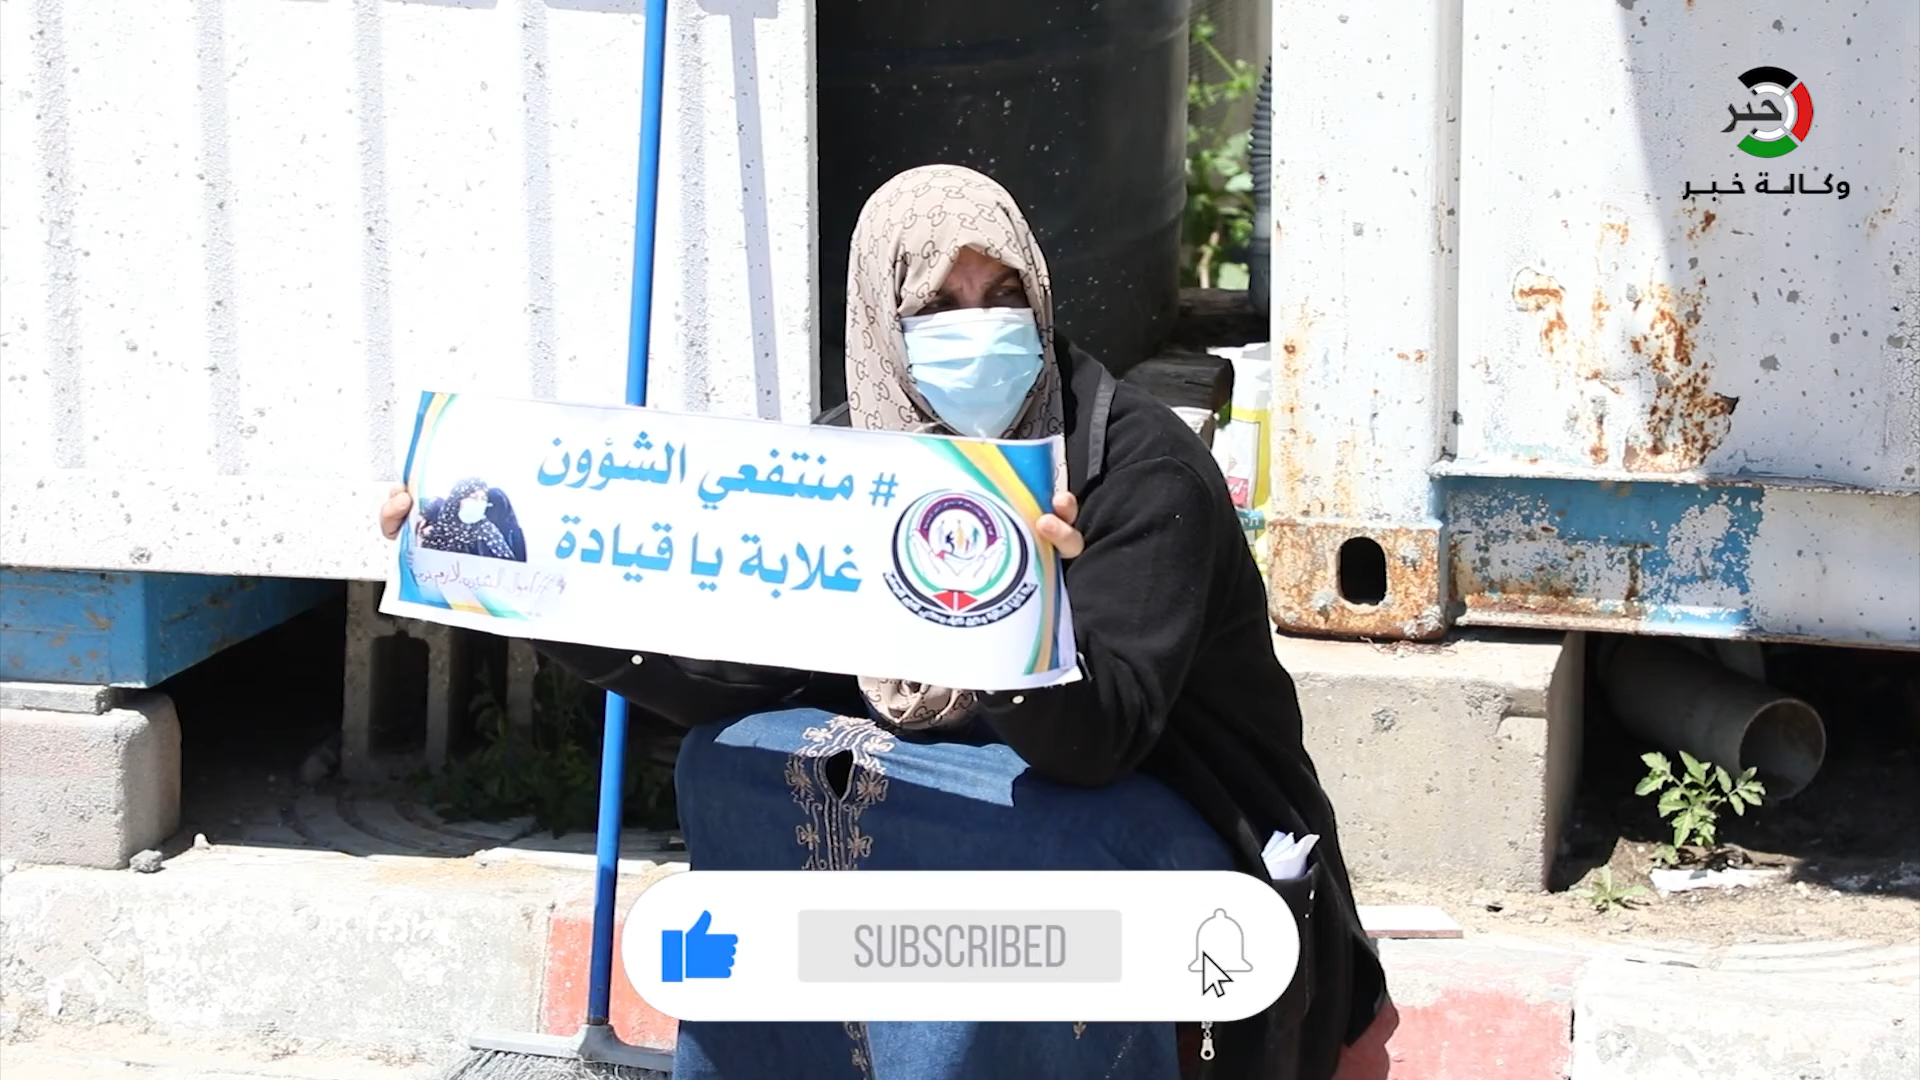 خبر
وكالة خبر
# منتفعي الشؤون
غلابة يا قيادة
SUBSCRIBED